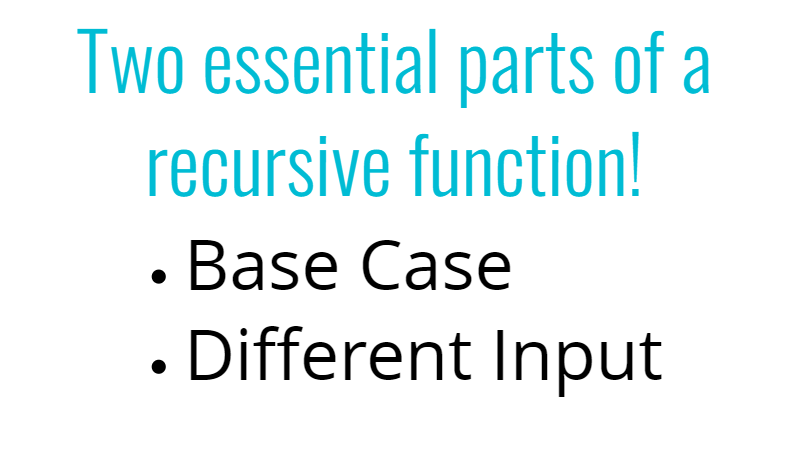 Two essential parts of a
recursive function!
• Base Case
• Different Input